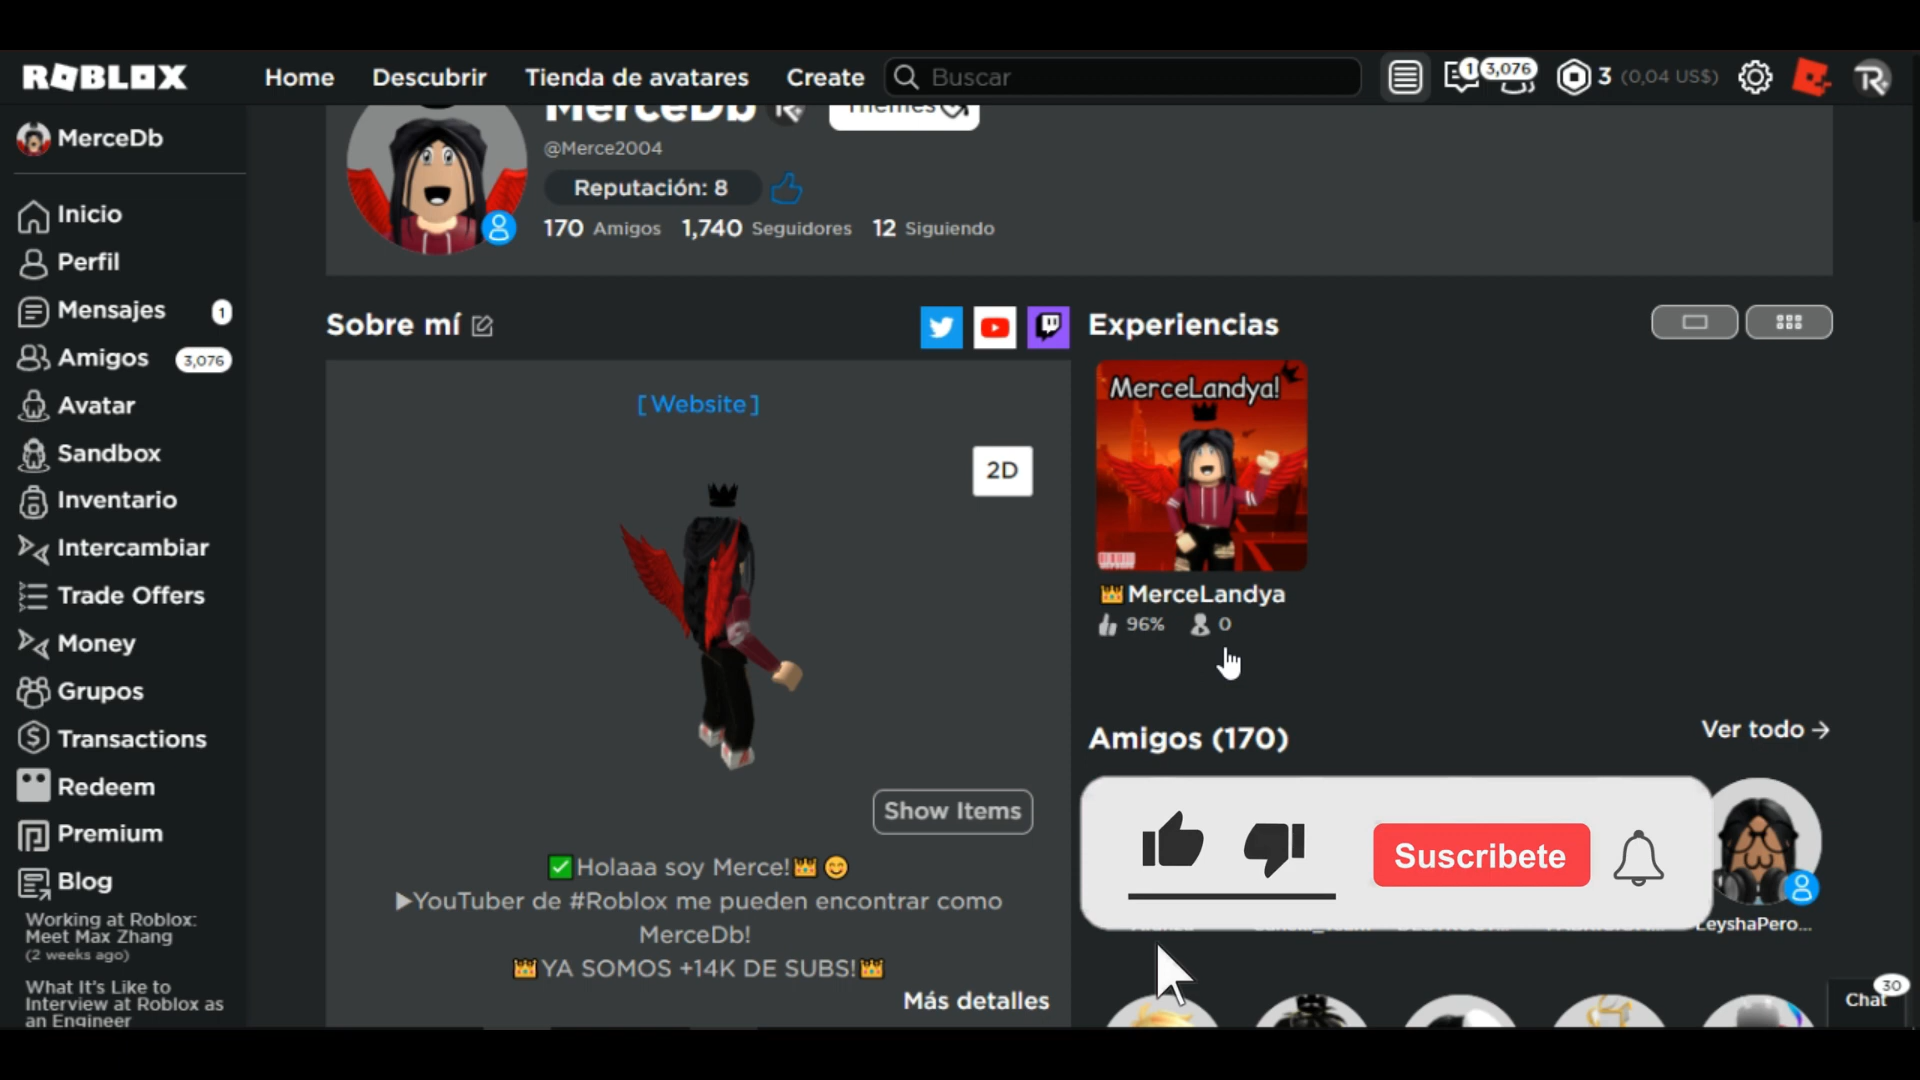 ROBLOX Home Descubrir Tienda de avatares Create Buscar 1 3,076 3 (0,04 US$)
MerceDb
MerceDb
Themes
@Merce2004
Reputación: 8
170 Amigos 1,740 Seguidores 12 Siguiendo
Inicio
Perfil
Mensajes 1
Amigos 3,076
Avatar
Sandbox
Inventario
Intercambiar
Trade Offers
Money
Grupos
Transactions
Redeem
Premium
Blog
Working at Roblox:
Meet Max Zhang
(2 weeks ago)
What It's Like to
Interview at Roblox as
an Engineer
Sobre mí
[ Website ]
2D
Show Items
✅Holaaa soy Merce!👑😊
▶YouTuber de #Roblox me pueden encontrar como
MerceDb!
👑YA SOMOS +14K DE SUBS!👑
Más detalles
Experiencias
MerceLandya!
👑MerceLandya
96% 0
Amigos (170)
Ver todo →
Suscribete
LeyshaPero...
Chat 30